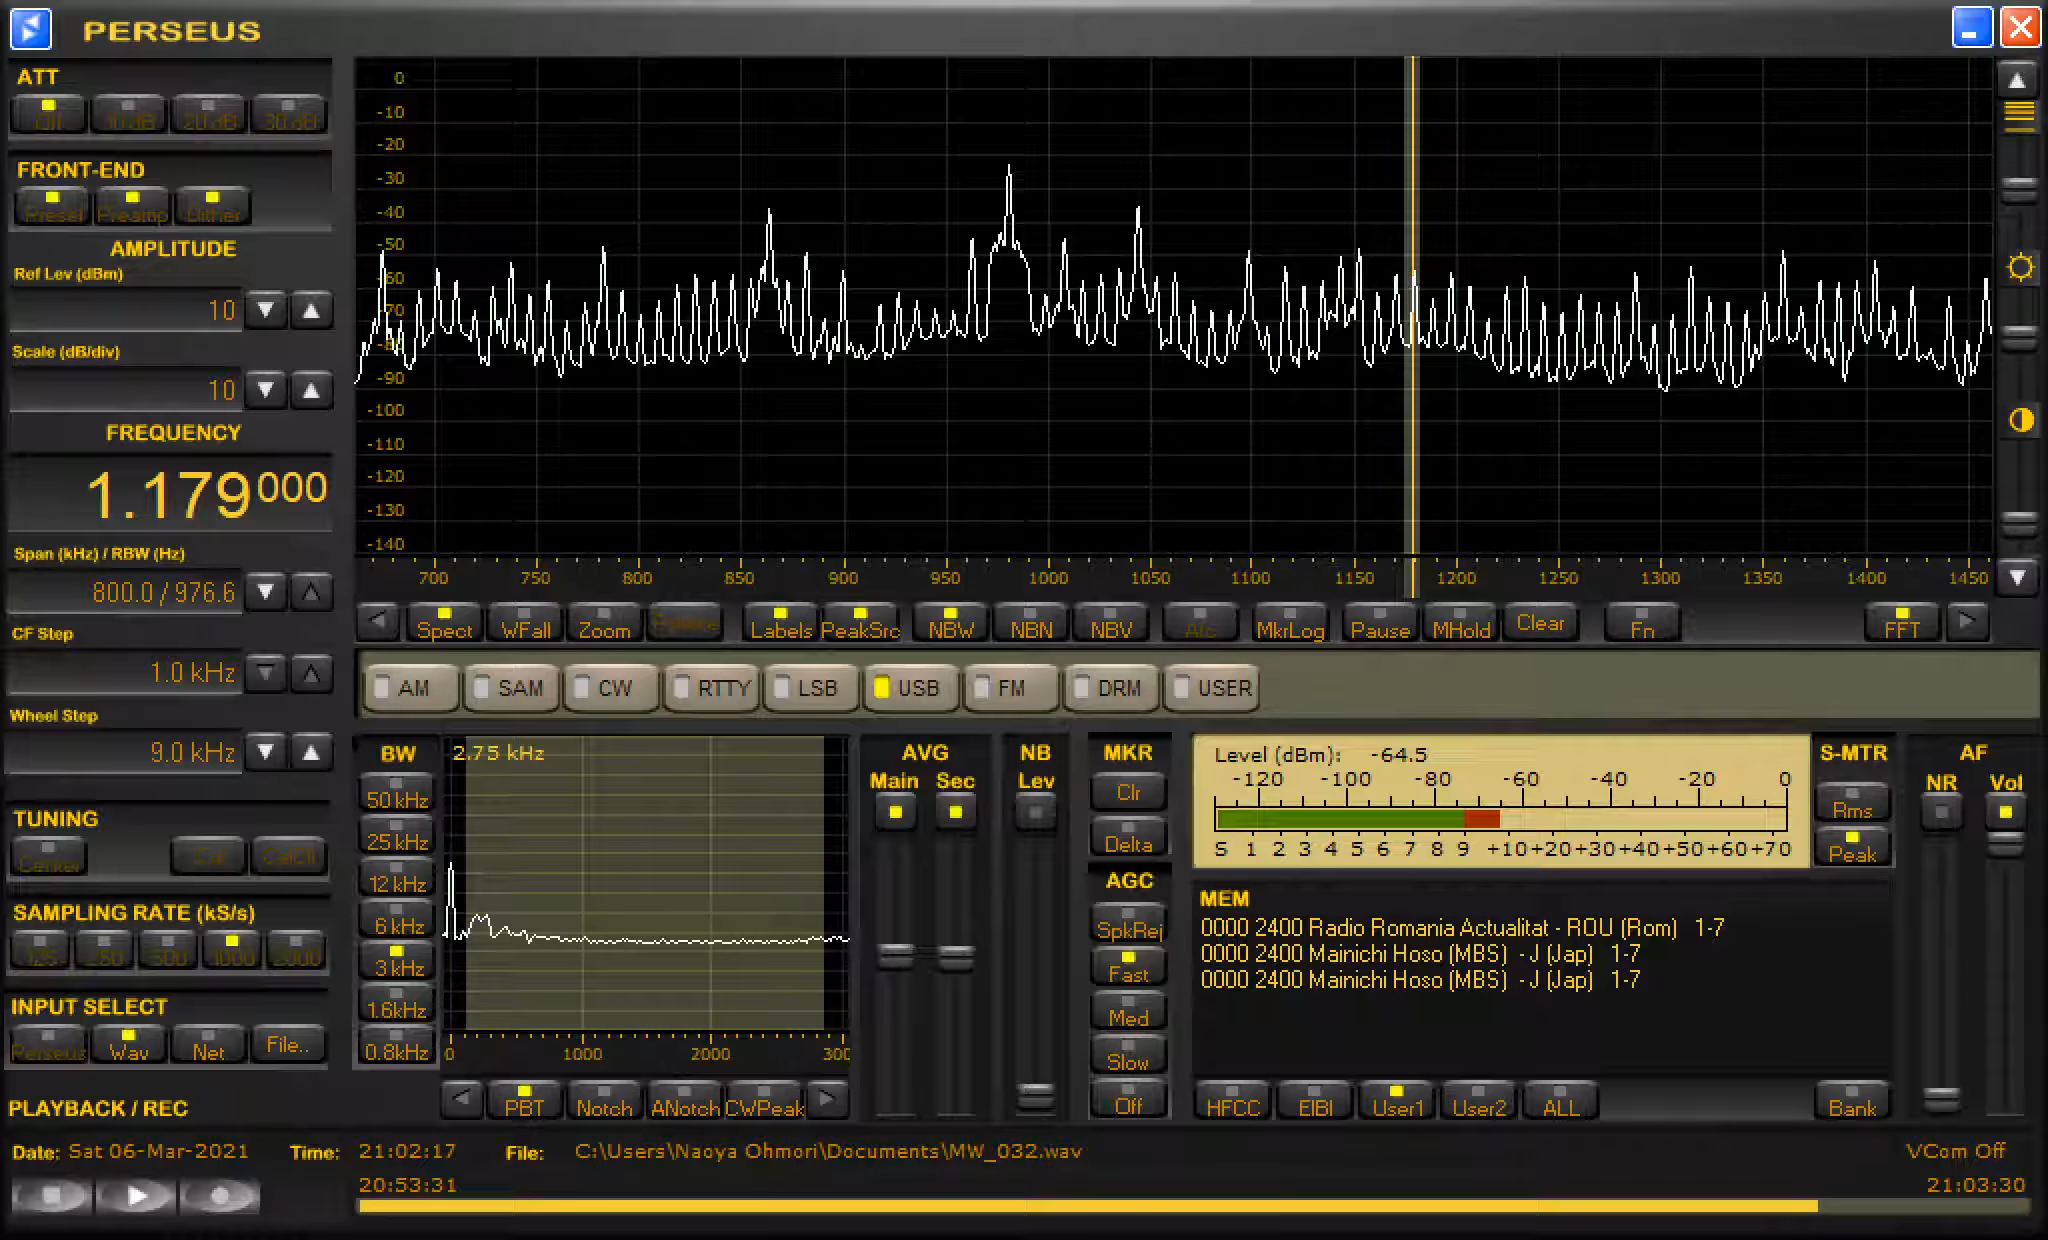 PERSEUS
ATT
Off 10 dB 20 dB 30 dB
FRONT-END
Presel Preamp Dither
AMPLITUDE
Ref Lev (dBm)
10
Scale (dB/div)
10
FREQUENCY
1.179000
Span (kHz) / RBW (Hz)
800.0 / 976.6
CF Step
1.0 kHz
Wheel Step
9.0 kHz
TUNING
Center Cal CalClr
SAMPLING RATE (kS/s)
125 250 500 1000 2000
INPUT SELECT
Perseus Wav Net File..
0
-10
-20
-30
-40
-50
-60
-70
-80
-90
-100
-110
-120
-130
-140
700 750 800 850 900 950 1000 1050 1100 1150 1200 1250 1300 1350 1400 1450
Spect WFall Zoom Labels PeakSrc NBW NBN NBV Afc MkrLog Pause MHold Clear Fn FFT
AM SAM CW RTTY LSB USB FM DRM USER
BW
50 kHz
25 kHz
12 kHz
6 kHz
3 kHz
1.6kHz
0.8kHz
2.75 kHz
0 1000 2000 300
PBT Notch ANotch CWPeak
AVG
Main Sec
NB
Lev
MKR
Clr
Delta
AGC
SpkRej
Fast
Med
Slow
Off
Level (dBm): -64.5
-120 -100 -80 -60 -40 -20 0
S 1 2 3 4 5 6 7 8 9 +10+20+30+40+50+60+70
S-MTR
Rms
Peak
AF
NR Vol
MEM
0000 2400 Radio Romania Actualitat - ROU (Rom) 1-7
0000 2400 Mainichi Hoso (MBS) - J (Jap) 1-7
0000 2400 Mainichi Hoso (MBS) - J (Jap) 1-7
HFCC EIBI User1 User2 ALL Bank
PLAYBACK / REC
Date: Sat 06-Mar-2021 Time: 21:02:17 File: C:\Users\Naoya Ohmori\Documents\MW_032.wav VCom Off
20:53:31 21:03:30